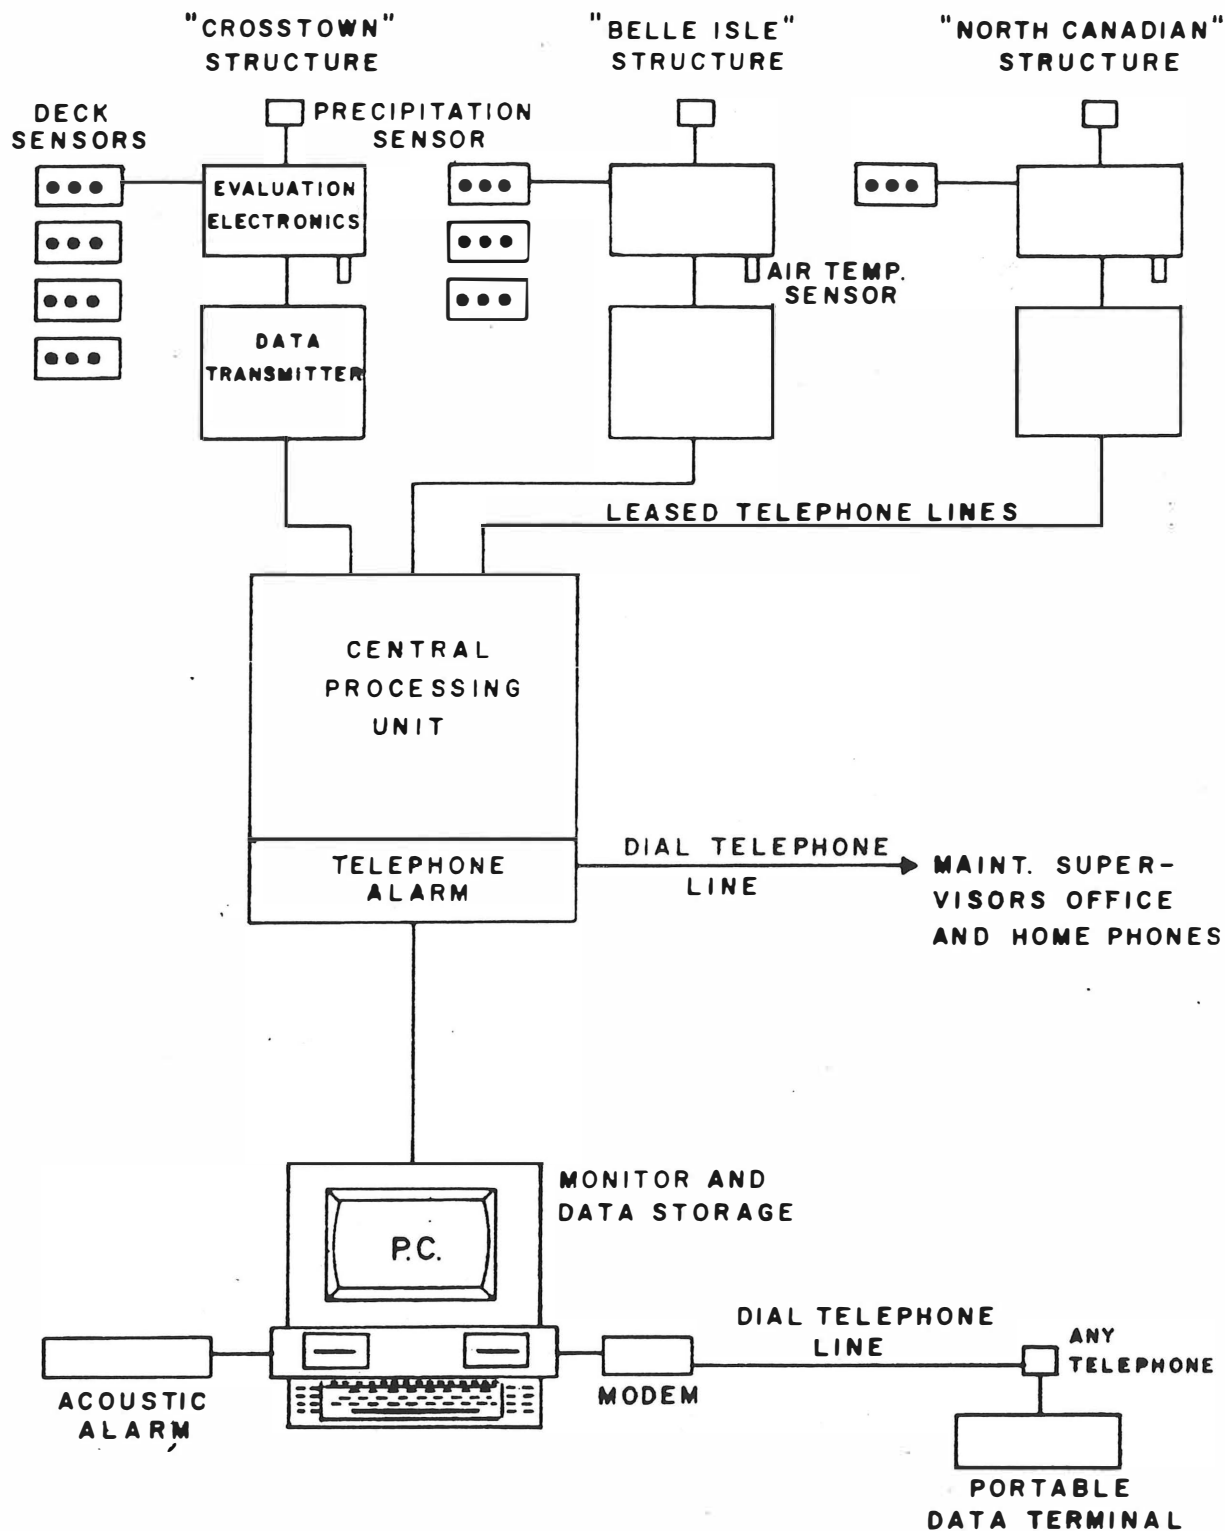 "CROSSTOWN"
STRUCTURE
"BELLE ISLE"
STRUCTURE
"NORTH CANADIAN"
STRUCTURE
DECK
SENSORS
PRECIPITATION
SENSOR
EVALUATION
ELECTRONICS
AIR TEMP.
SENSOR
DATA
TRANSMITTER
LEASED TELEPHONE LINES
CENTRAL
PROCESSING
UNIT
TELEPHONE
ALARM
DIAL TELEPHONE
LINE
MAINT. SUPER-
VISORS OFFICE
AND HOME PHONES
MONITOR AND
DATA STORAGE
P.C.
ACOUSTIC
ALARM
MODEM
DIAL TELEPHONE
LINE
ANY
TELEPHONE
PORTABLE
DATA TERMINAL